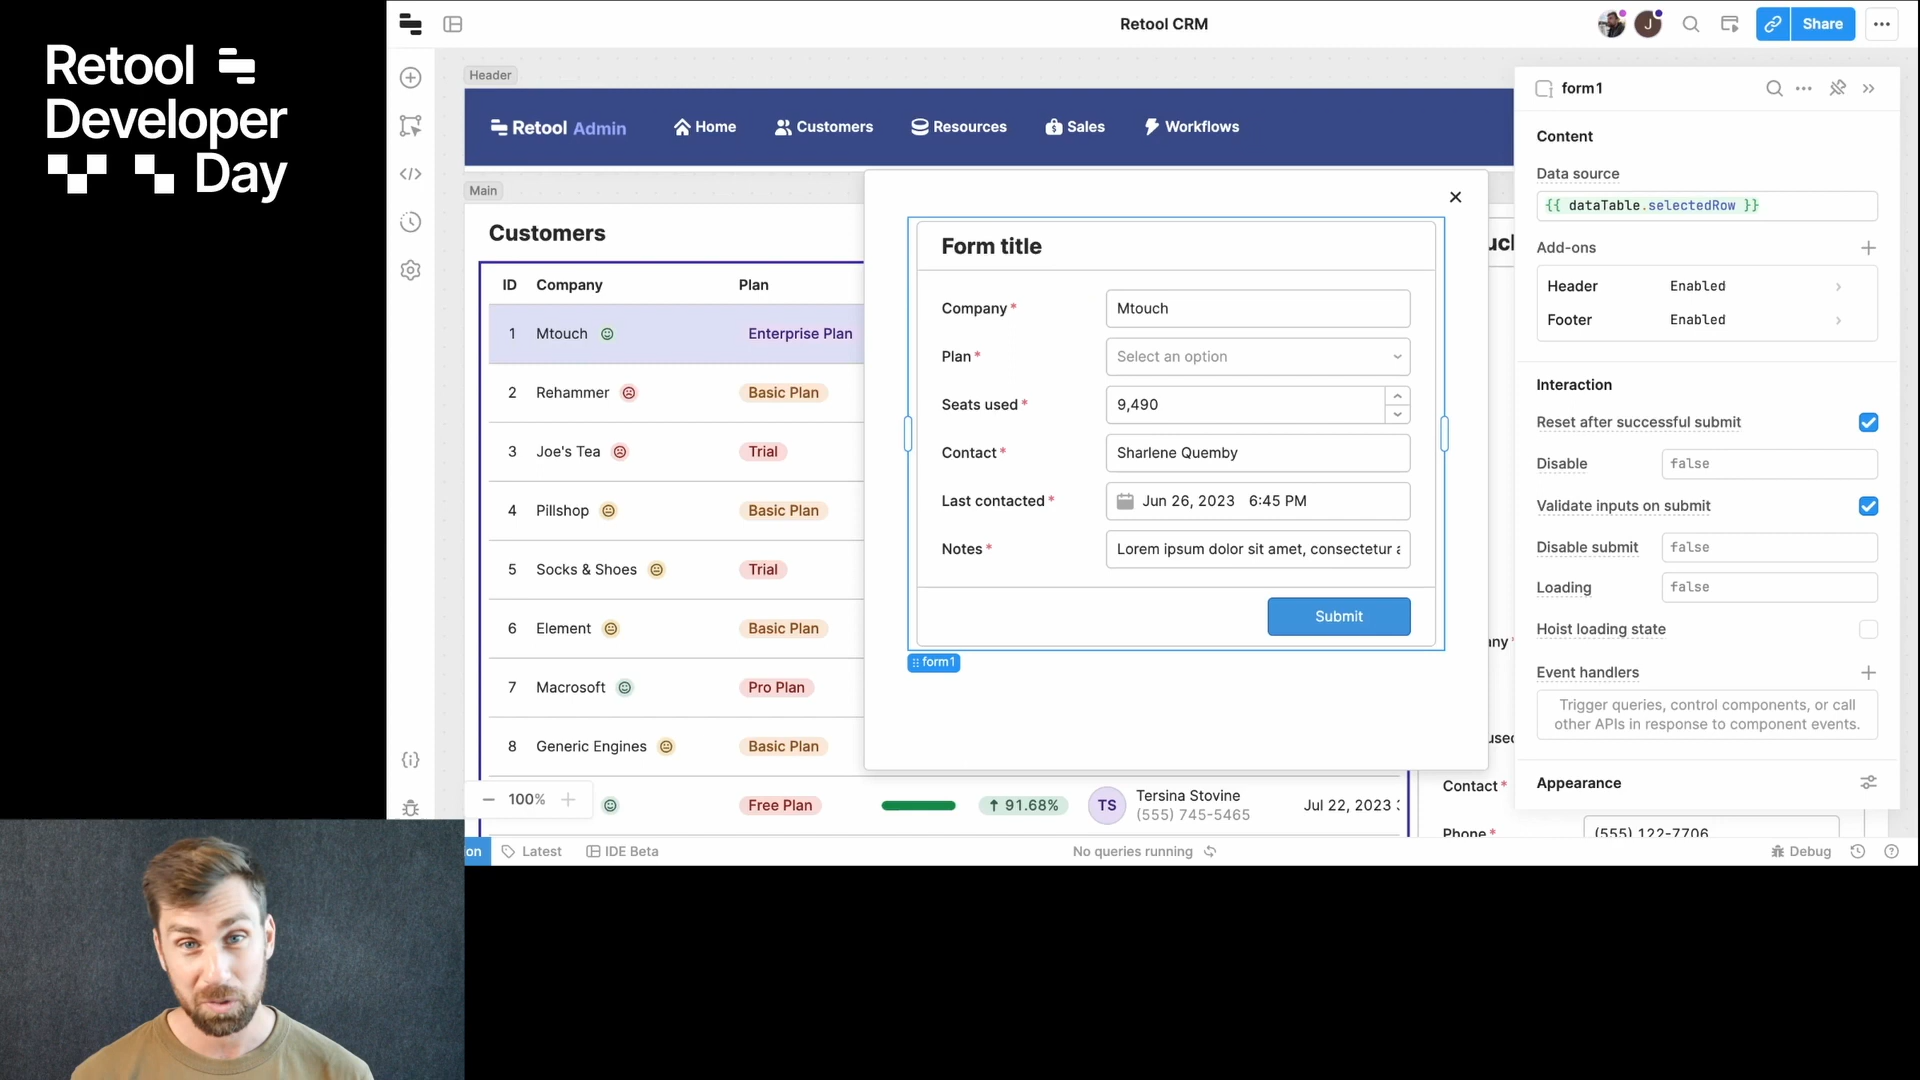 Retool
Developer
Day
Retool CRM
J
Share
Header
Retool Admin
Home
Customers
Resources
Sales
Workflows
Main
Customers
ID
Company
Plan
1
Mtouch
Enterprise Plan
2
Rehammer
Basic Plan
3
Joe's Tea
Trial
4
Pillshop
Basic Plan
5
Socks & Shoes
Trial
6
Element
Basic Plan
7
Macrosoft
Pro Plan
8
Generic Engines
Basic Plan
100%
Free Plan
91.68%
TS
Tersina Stovine
(555) 745-5465
Jul 22, 2023
Form title
Company*
Mtouch
Plan*
Select an option
Seats used*
9,490
Contact*
Sharlene Quemby
Last contacted*
Jun 26, 2023 6:45 PM
Notes*
Lorem ipsum dolor sit amet, consectetur a
Submit
form1
Contact*
Phone*
(555) 122-7706
form1
Content
Data source
{{ dataTable.selectedRow }}
Add-ons
Header
Enabled
Footer
Enabled
Interaction
Reset after successful submit
Disable
false
Validate inputs on submit
Disable submit
false
Loading
false
Hoist loading state
Event handlers
Trigger queries, control components, or call
other APIs in response to component events.
Appearance
on
Latest
IDE Beta
No queries running
Debug